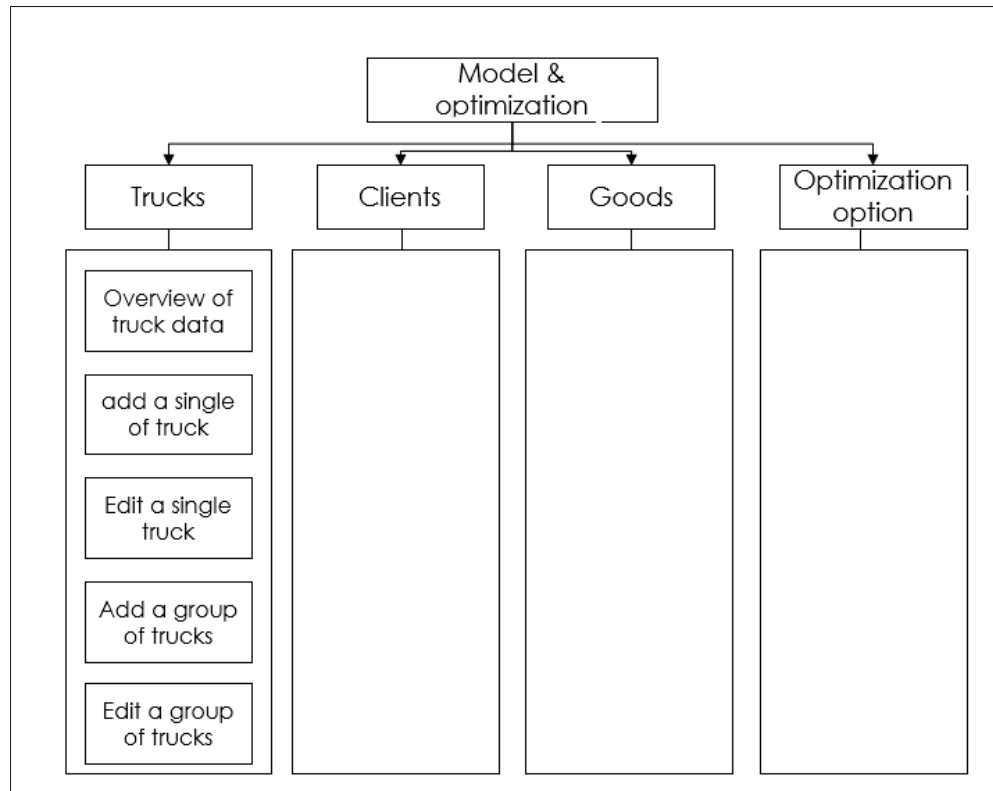 Model &
optimization
Trucks
Clients
Goods
Optimization
option
Overview of
truck data
add a single
of truck
Edit a single
truck
Add a group
of trucks
Edit a group
of trucks